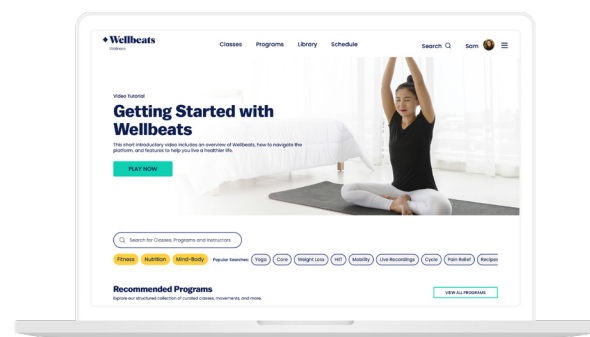 Wellbeats
Wellness
Classes Programs Library Schedule Search Sam
Video Tutorial
Getting Started with
Wellbeats
This short introductory video includes an overview of Wellbeats, how to navigate the
platform, and features to help you live a healthier life.
PLAY NOW
Search for Classes, Programs and Instructors
Fitness Nutrition Mind-Body Popular Searches: Yoga Core Weight Loss HIIT Mobility Live Recordings Cycle Pain Relief Recipes
Recommended Programs
Explore our structured collection of curated classes, movements, and more.
VIEW ALL PROGRAMS